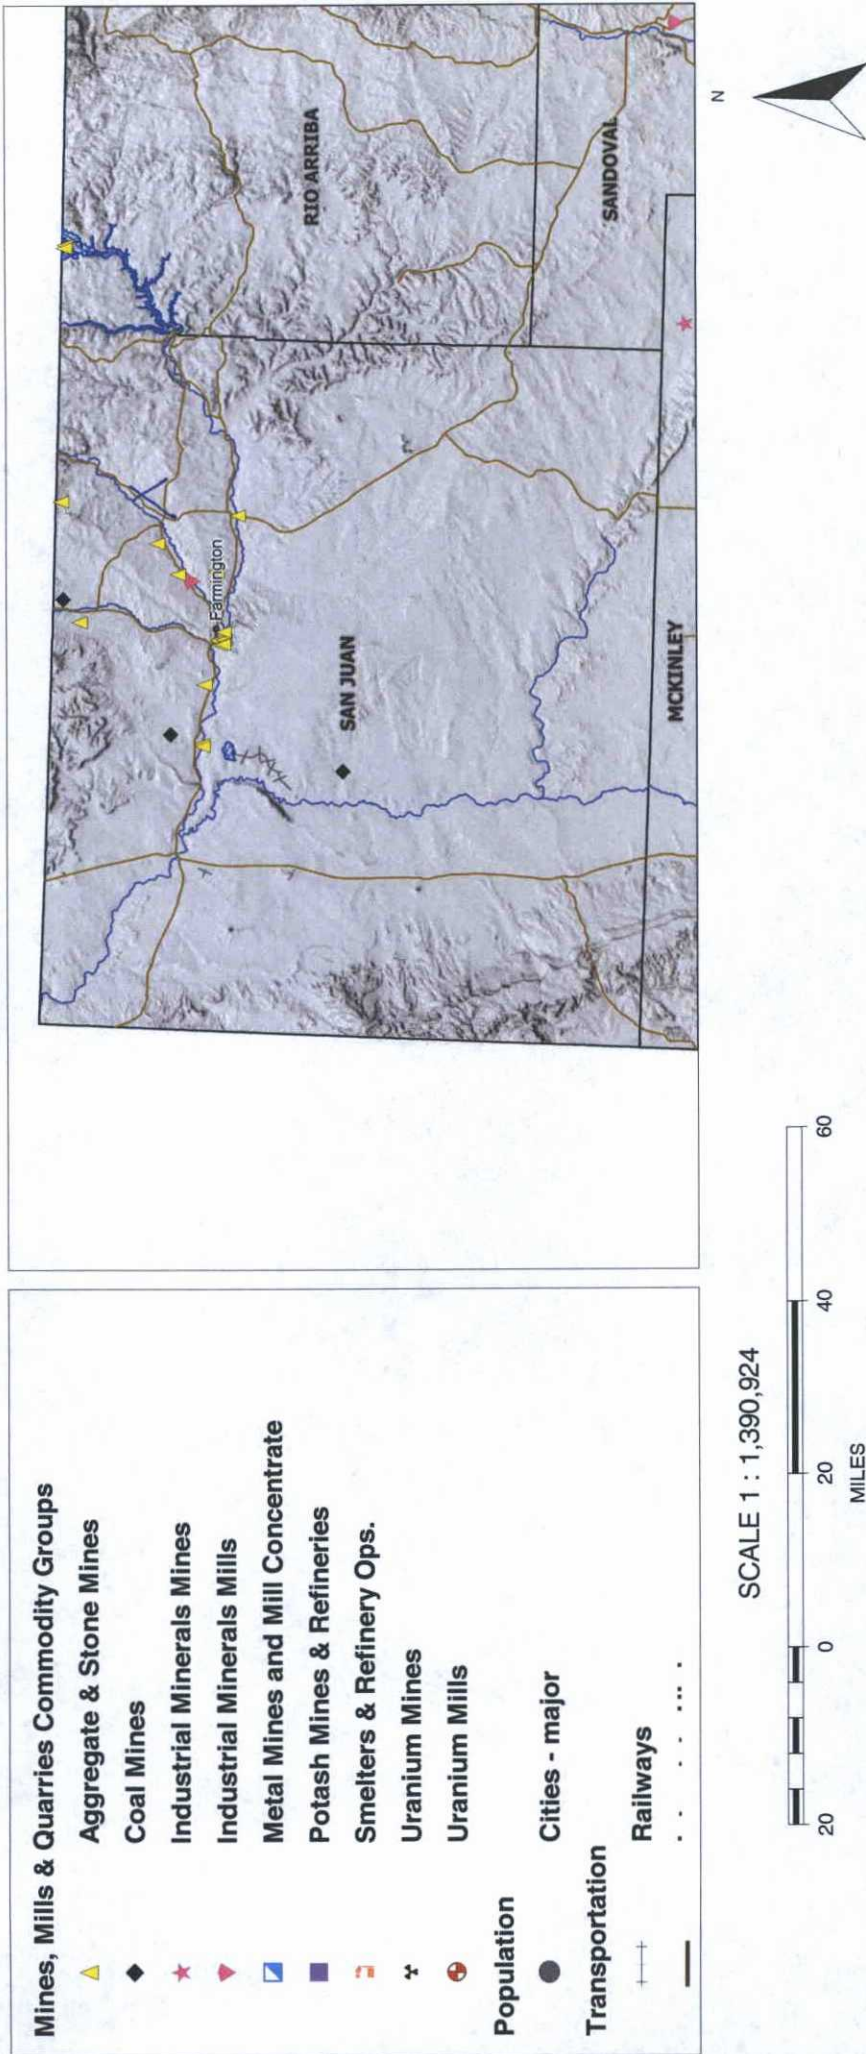 Mines, Mills & Quarries Commodity Groups
Aggregate & Stone Mines
Coal Mines
Industrial Minerals Mines
Industrial Minerals Mills
Metal Mines and Mill Concentrate
Potash Mines & Refineries
Smelters & Refinery Ops.
Uranium Mines
Uranium Mills
Population
Cities - major
Transportation
Railways
Farmington
SAN JUAN
RIO ARRIBA
MCKINLEY
SANDOVAL
SCALE 1 : 1,390,924
20 0 20 40 60
MILES
N